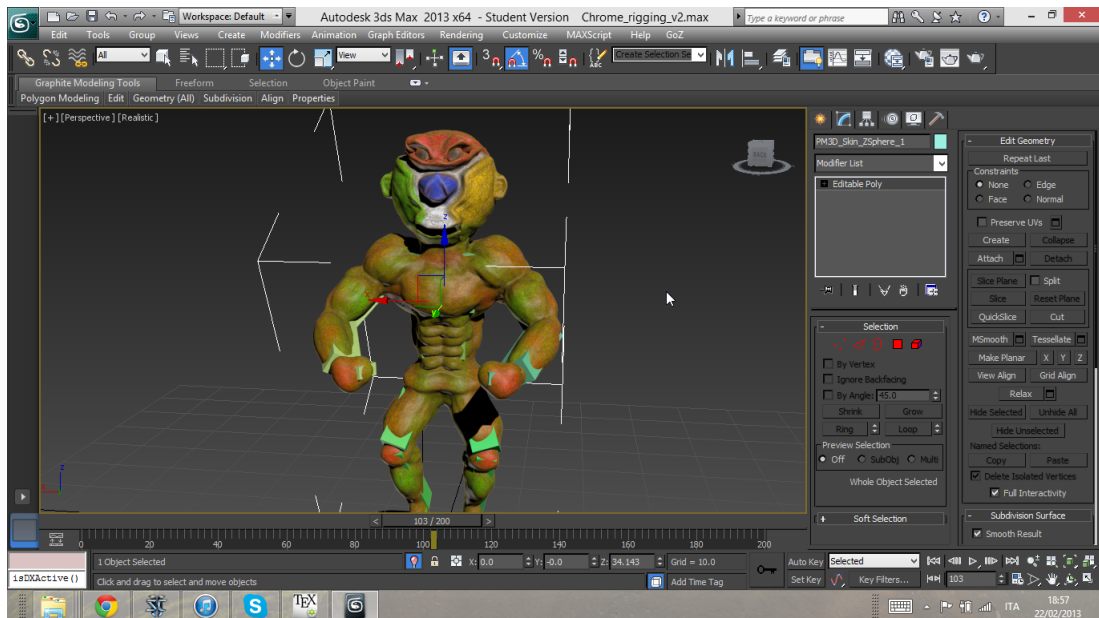 Workspace: Default
Autodesk 3ds Max 2013 x64 - Student Version Chrome_rigging_v2.max
Type a keyword or phrase
Edit Tools Group Views Create Modifiers Animation Graph Editors Rendering Customize MAXScript Help GoZ
All
View
3
Create Selection Se
Graphite Modeling Tools Freeform Selection Object Paint
Polygon Modeling Edit Geometry (All) Subdivision Align Properties
[+][Perspective][Realistic]
BACK
z
y
z
PM3D_Skin_ZSphere_1
Modifier List
Editable Poly
- Selection
By Vertex
Ignore Backfacing
By Angle: 45.0
Shrink Grow
Ring Loop
Preview Selection
Off SubObj Multi
Whole Object Selected
+ Soft Selection
- Edit Geometry
Repeat Last
Constraints
None Edge
Face Normal
Preserve UVs
Create Collapse
Attach Detach
Slice Plane Split
Slice Reset Plane
QuickSlice Cut
MSmooth Tessellate
Make Planar X Y Z
View Align Grid Align
Relax
Hide Selected Unhide All
Hide Unselected
Named Selections:
Copy Paste
Delete Isolated Vertices
Full Interactivity
- Subdivision Surface
Smooth Result
< 103 / 200 >
0 20 40 60 80 100 120 140 160 180 200
1 Object Selected
X: 0.0 Y: -0.0 Z: 34.143 Grid = 10.0
Auto Key Selected
isDXActive()
Click and drag to select and move objects
Add Time Tag
Set Key Key Filters... 103
TEX
ITA
18:57
22/02/2013